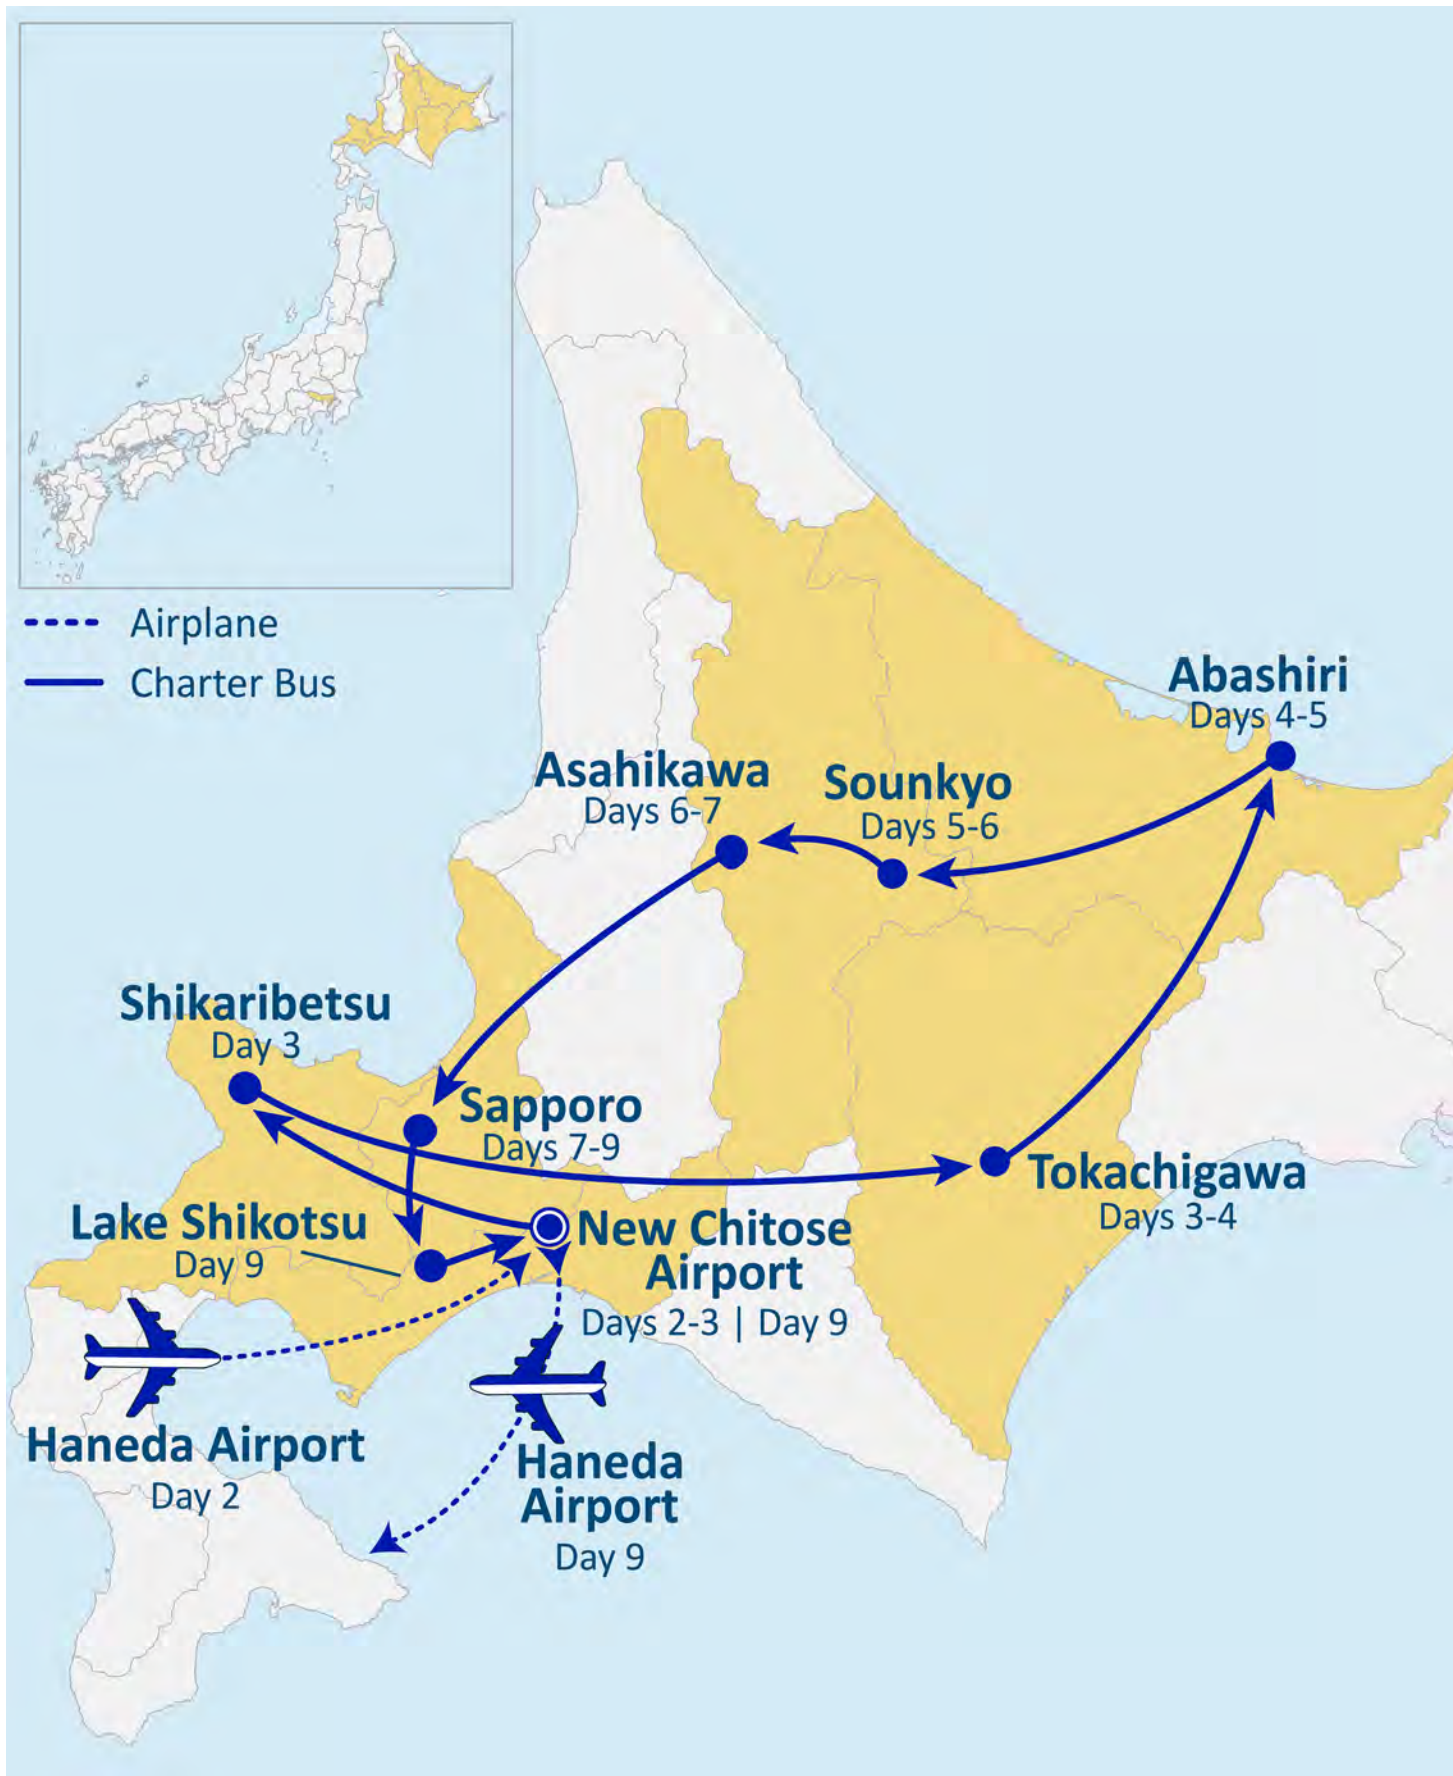 Airplane
Charter Bus
Abashiri
Days 4-5
Asahikawa
Days 6-7
Sounkyo
Days 5-6
Shikaribetsu
Day 3
Sapporo
Days 7-9
Tokachigawa
Days 3-4
Lake Shikotsu
Day 9
New Chitose
Airport
Days 2-3 | Day 9
Haneda Airport
Day 2
Haneda
Airport
Day 9